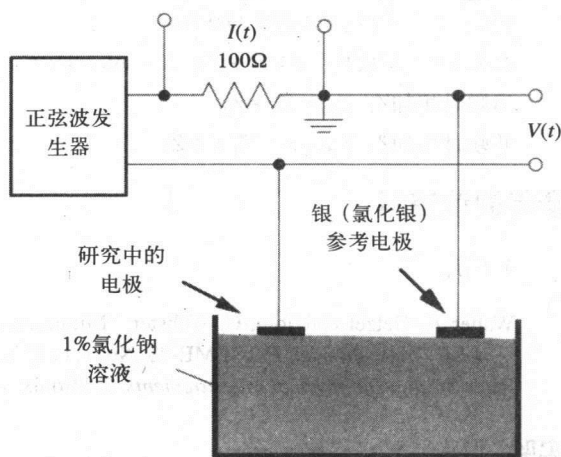 I(t)
100Ω
正弦波发
生器
V(t)
银（氯化银）
参考电极
研究中的
电极
1%氯化钠
溶液